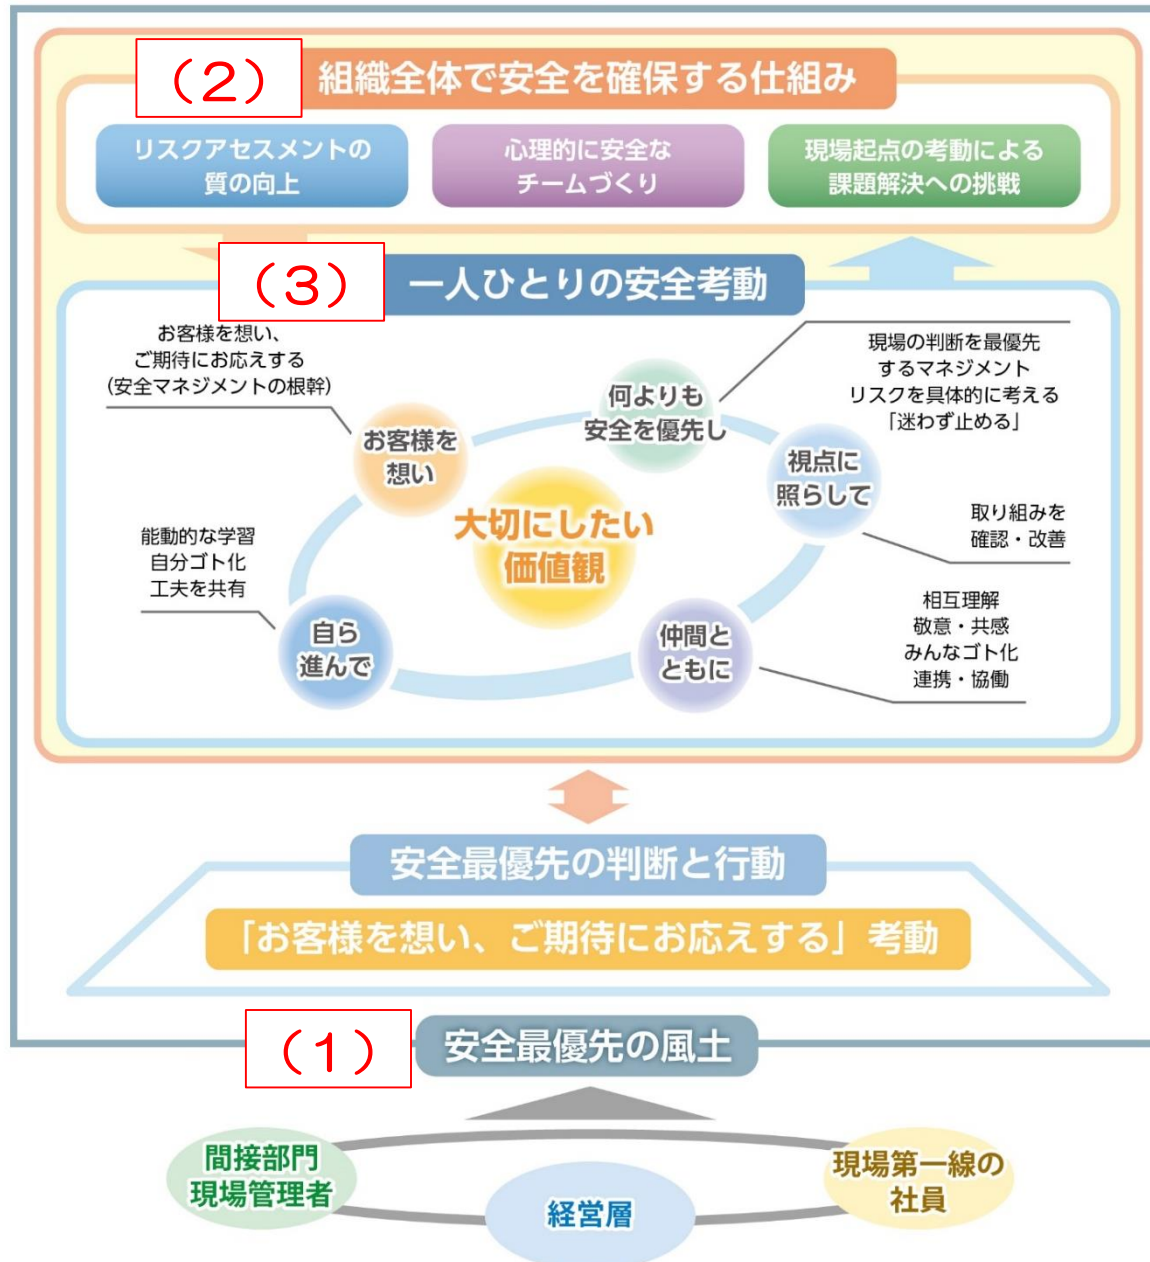 （2）
組織全体で安全を確保する仕組み
リスクアセスメントの
質の向上
心理的に安全な
チームづくり
現場起点の考動による
課題解決への挑戦
（3）
一人ひとりの安全考動
お客様を想い、
ご期待にお応えする
(安全マネジメントの根幹)
現場の判断を最優先
するマネジメント
リスクを具体的に考える
「迷わず止める」
何よりも
安全を優先し
お客様を
想い
視点に
照らして
大切にしたい
価値観
取り組みを
確認・改善
能動的な学習
自分ゴト化
工夫を共有
自ら
進んで
仲間と
ともに
相互理解
敬意・共感
みんなゴト化
連携・協働
安全最優先の判断と行動
「お客様を想い、ご期待にお応えする」考動
（1）
安全最優先の風土
間接部門
現場管理者
経営層
現場第一線の
社員